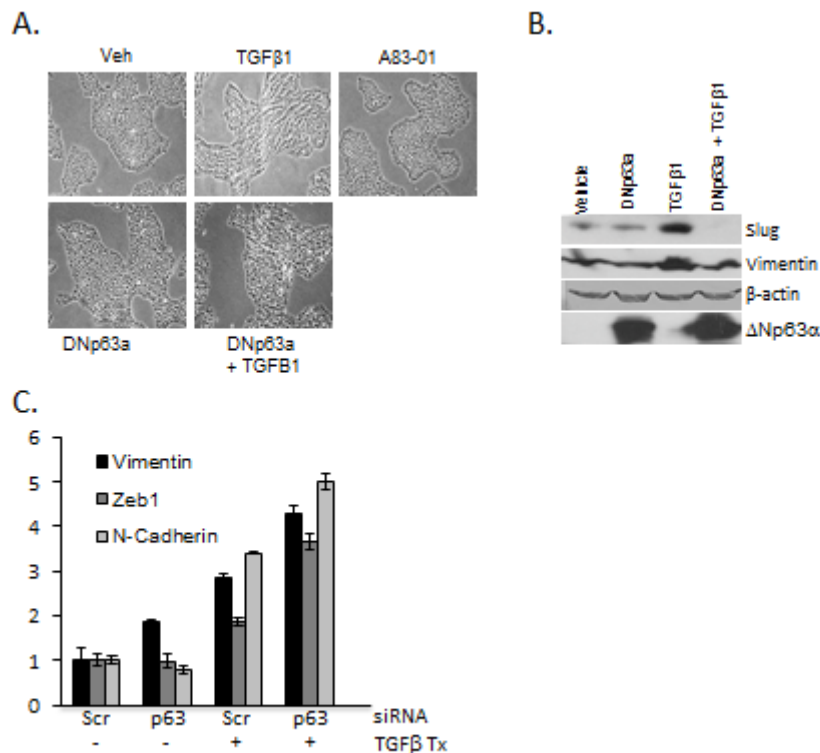 A.
Veh
TGFβ1
A83-01
DNp63a
DNp63a
+ TGFB1
B.
Vehicle
DNp63a
TGFβ1
DNp63a + TGFβ1
Slug
Vimentin
β-actin
ΔNp63α
C.
6
5
4
3
2
1
0
Vimentin
Zeb1
N-Cadherin
Scr p63 Scr p63 siRNA
- - + + TGFβ Tx